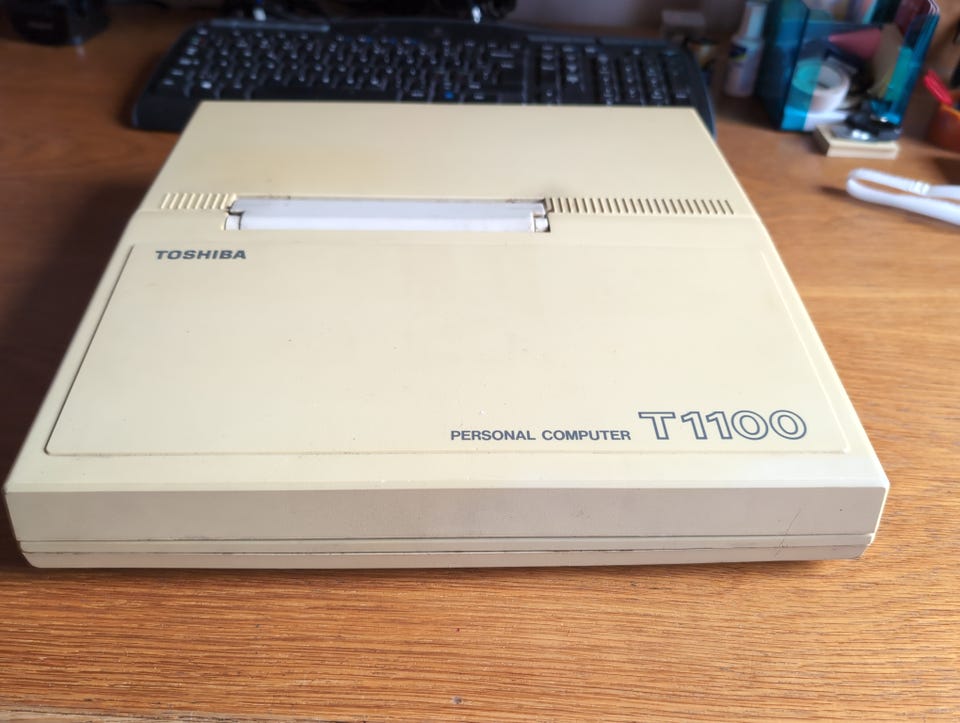 TOSHIBA
PERSONAL COMPUTER T1100